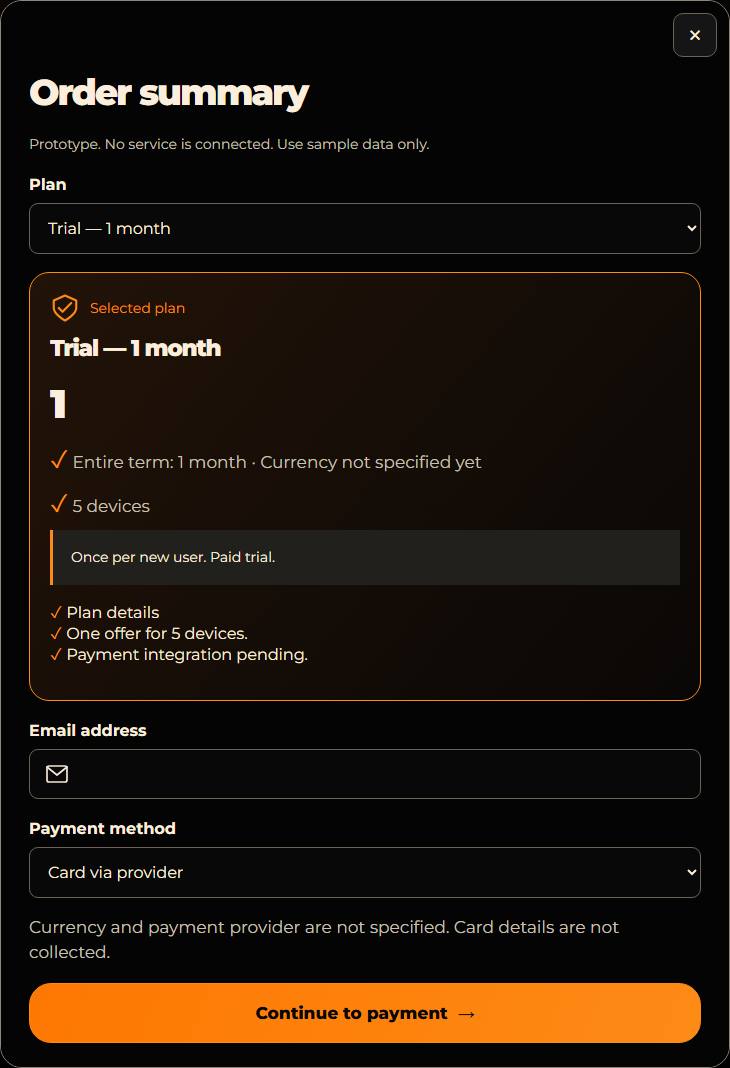 ×
Order summary
Prototype. No service is connected. Use sample data only.
Plan
Trial — 1 month
Selected plan
Trial — 1 month
1
✓ Entire term: 1 month · Currency not specified yet
✓ 5 devices
Once per new user. Paid trial.
✓ Plan details
✓ One offer for 5 devices.
✓ Payment integration pending.
Email address
Payment method
Card via provider
Currency and payment provider are not specified. Card details are not
collected.
Continue to payment →